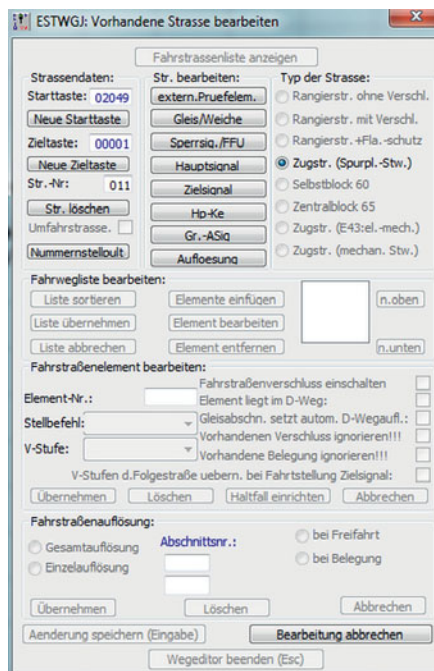 ESTWGJ: Vorhandene Strasse bearbeiten
Fahrstrassenliste anzeigen
Strassendaten:
Starttaste: 02049
Neue Starttaste
Zieltaste: 00001
Neue Zieltaste
Str.-Nr: 011
Str. löschen
Umfahrstrasse.
Nummernstelloult
Str. bearbeiten:
extern.Pruefelem.
Gleis/Weiche
Sperrsig./FFU
Hauptsignal
Zielsignal
Hp-Ke
Gr.-ASig
Aufloesung
Typ der Strasse:
Rangierstr. ohne Verschl.
Rangierstr. mit Verschl.
Rangierstr.+Fla.-schutz
Zugstr. (Spurpl.-Stw.)
Selbstblock 60
Zentralblock 65
Zugstr. (E43:el.-mech.)
Zugstr. (mechan. Stw.)
Fahrwegliste bearbeiten:
Liste sortieren
Elemente einfügen
n.oben
Liste übernehmen
Element bearbeiten
Liste abbrechen
Element entfernen
n.unten
Fahrstraßenelement bearbeiten:
Fahrstraßenverschluss einschalten
Element-Nr.:
Element liegt im D-Weg:
Stellbefehl:
Gleisabschn. setzt autom. D-Wegaufl.:
Vorhandenen Verschluss ignorieren!!!
V-Stufe:
Vorhandene Belegung ignorieren!!!
V-Stufen d.Folgestraße uebern. bei Fahrtstellung Zielsignal:
Übernehmen
Löschen
Haltfall einrichten
Abbrechen
Fahrstraßenauflösung:
Gesamtauflösung
Einzelauflösung
Abschnittsnr.:
bei Freifahrt
bei Belegung
Übernehmen
Löschen
Abbrechen
Aenderung speichern (Eingabe)
Bearbeitung abbrechen
Wegeditor beenden (Esc)